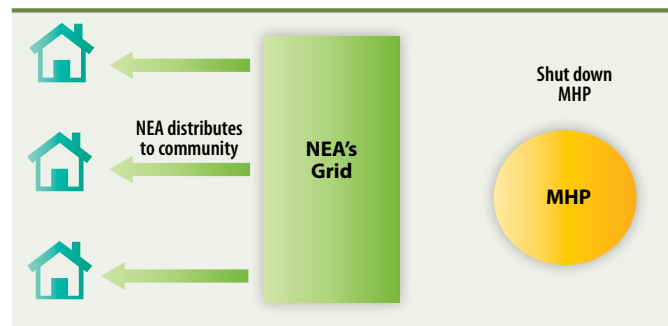 NEA distributes
to community
NEA's
Grid
Shut down
MHP
MHP